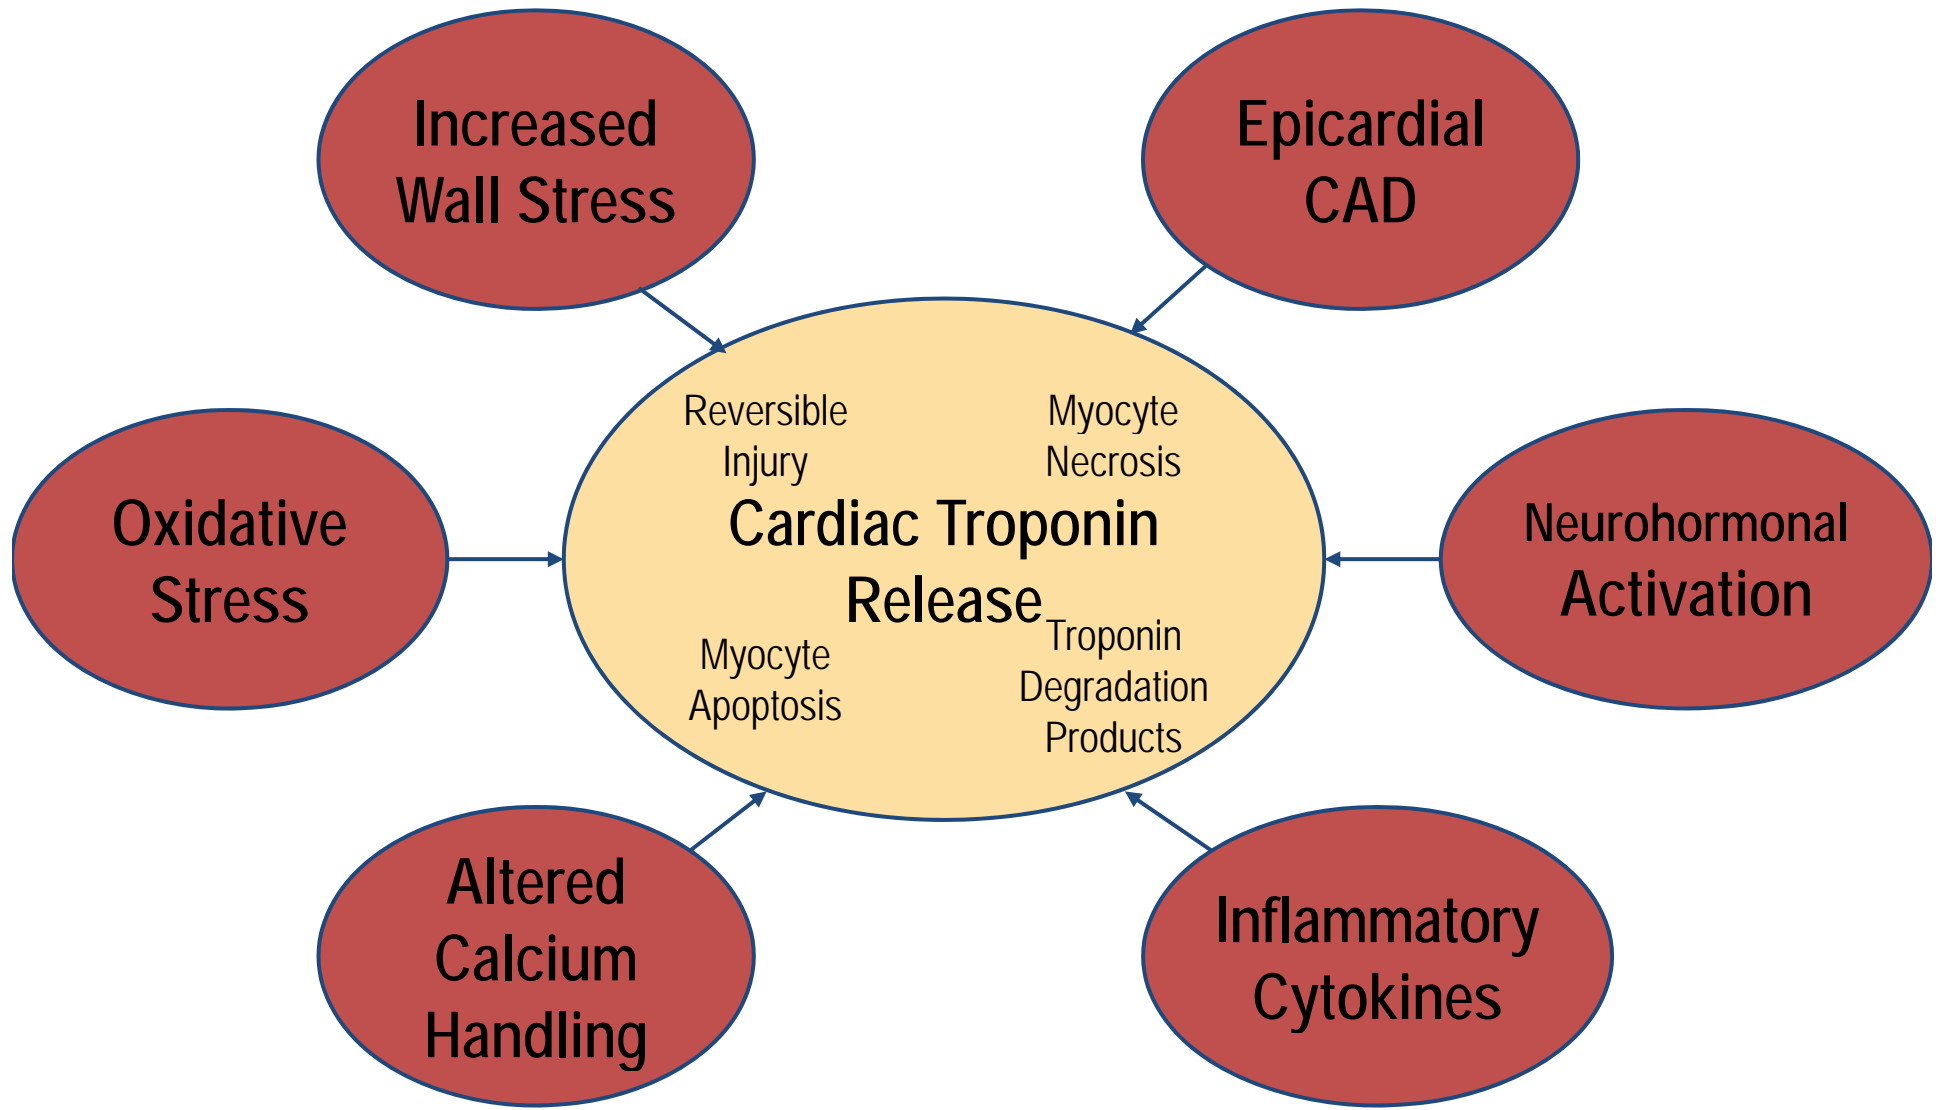 Increased
Wall Stress
Epicardial
CAD
Reversible
Injury
Myocyte
Necrosis
Oxidative
Stress
Cardiac Troponin
Release
Neurohormonal
Activation
Myocyte
Apoptosis
Troponin
Degradation
Products
Altered
Calcium
Handling
Inflammatory
Cytokines